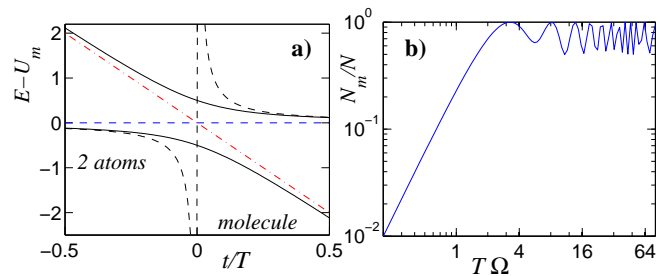 a)
E−U_m
2
1
0
−1
−2
2 atoms
molecule
−0.5
0
0.5
t/T
b)
N_m/N
10^0
10^-1
10^-2
1
4
16
64
T Ω